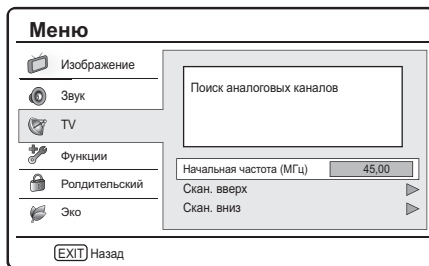 Меню
Изображение
Звук
TV
Функции
Ролдительский
Эко
Поиск аналоговых каналов
Начальная частота (МГц) 45,00
Скан. вверх
Скан. вниз
EXIT Назад